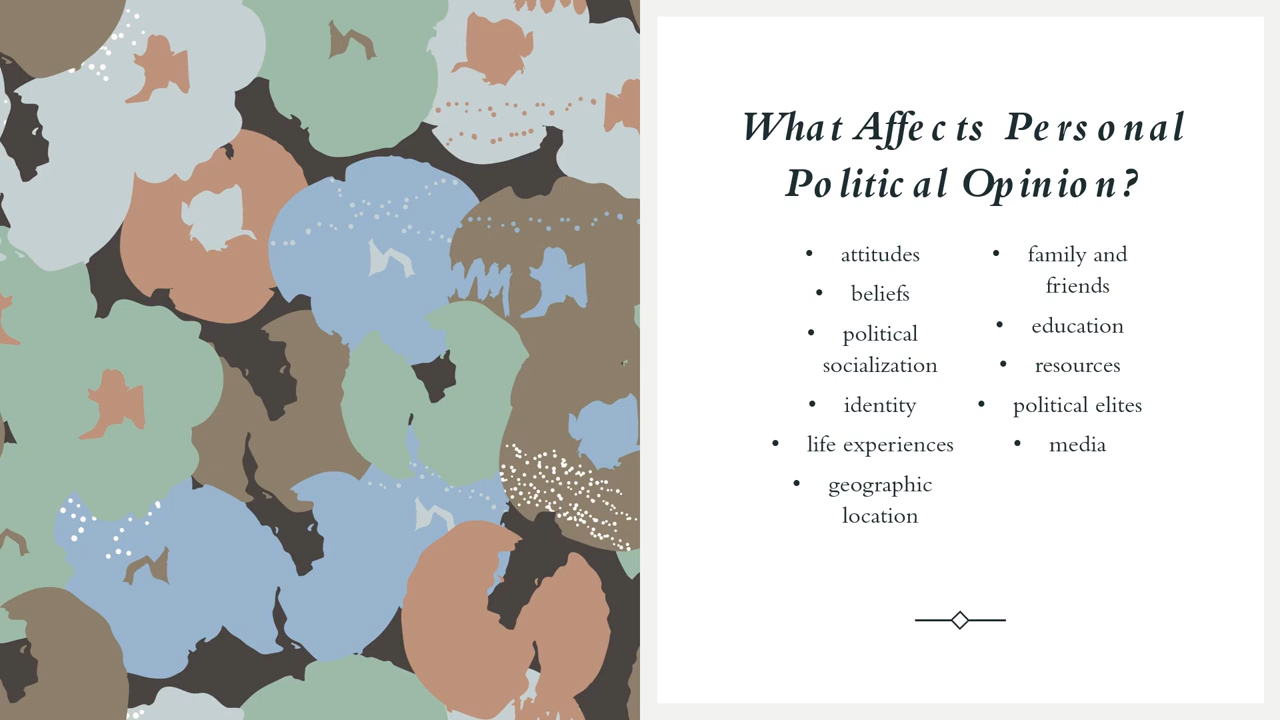 What Affects Personal
Political Opinion?
• attitudes
• beliefs
• political
socialization
• identity
• life experiences
• geographic
location
• family and
friends
• education
• resources
• political elites
• media